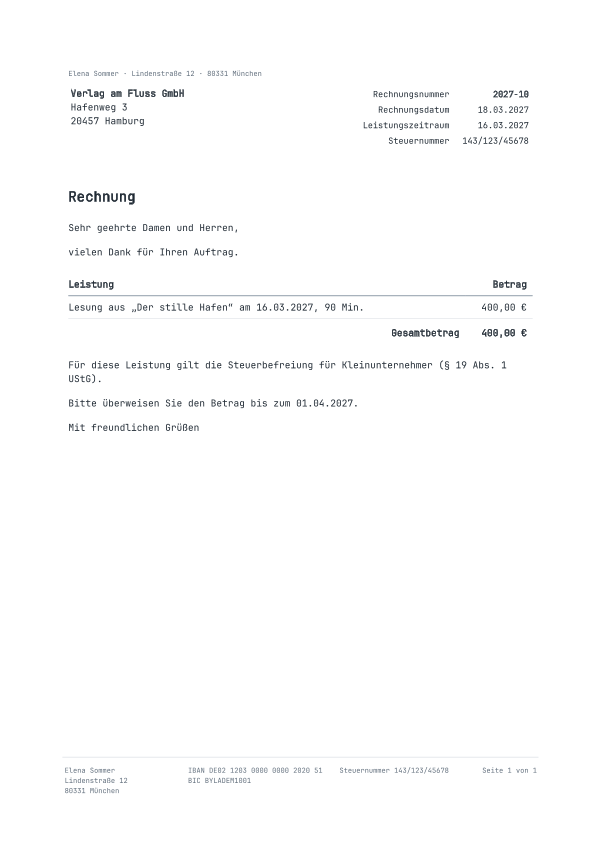 Elena Sommer · Lindenstraße 12 · 80331 München
Verlag am Fluss GmbH
Hafenweg 3
20457 Hamburg
Rechnungsnummer 2027-10
Rechnungsdatum 18.03.2027
Leistungszeitraum 16.03.2027
Steuernummer 143/123/45678
Rechnung
Sehr geehrte Damen und Herren,
vielen Dank für Ihren Auftrag.
Leistung Betrag
Lesung aus „Der stille Hafen“ am 16.03.2027, 90 Min. 400,00 €
Gesamtbetrag 400,00 €
Für diese Leistung gilt die Steuerbefreiung für Kleinunternehmer (§ 19 Abs. 1
UStG).
Bitte überweisen Sie den Betrag bis zum 01.04.2027.
Mit freundlichen Grüßen
Elena Sommer IBAN DE02 1203 0000 0000 2020 51 Steuernummer 143/123/45678 Seite 1 von 1
Lindenstraße 12 BIC BYLADEM1001
80331 München